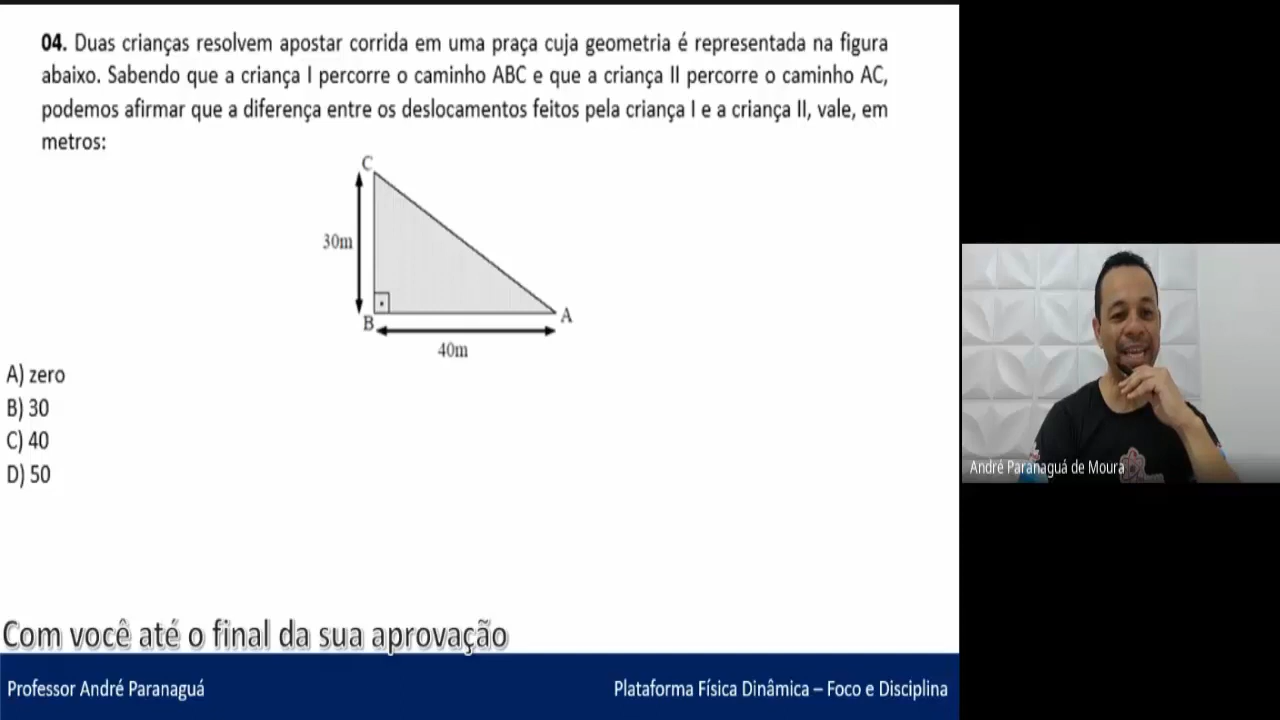 04. Duas crianças resolvem apostar corrida em uma praça cuja geometria é representada na figura
abaixo. Sabendo que a criança I percorre o caminho ABC e que a criança II percorre o caminho AC,
podemos afirmar que a diferença entre os deslocamentos feitos pela criança I e a criança II, vale, em
metros:
C
30m
B
A
40m
A) zero
B) 30
C) 40
D) 50
André Paranaguá de Moura
Com você até o final da sua aprovação
Professor André Paranaguá
Plataforma Física Dinâmica – Foco e Disciplina